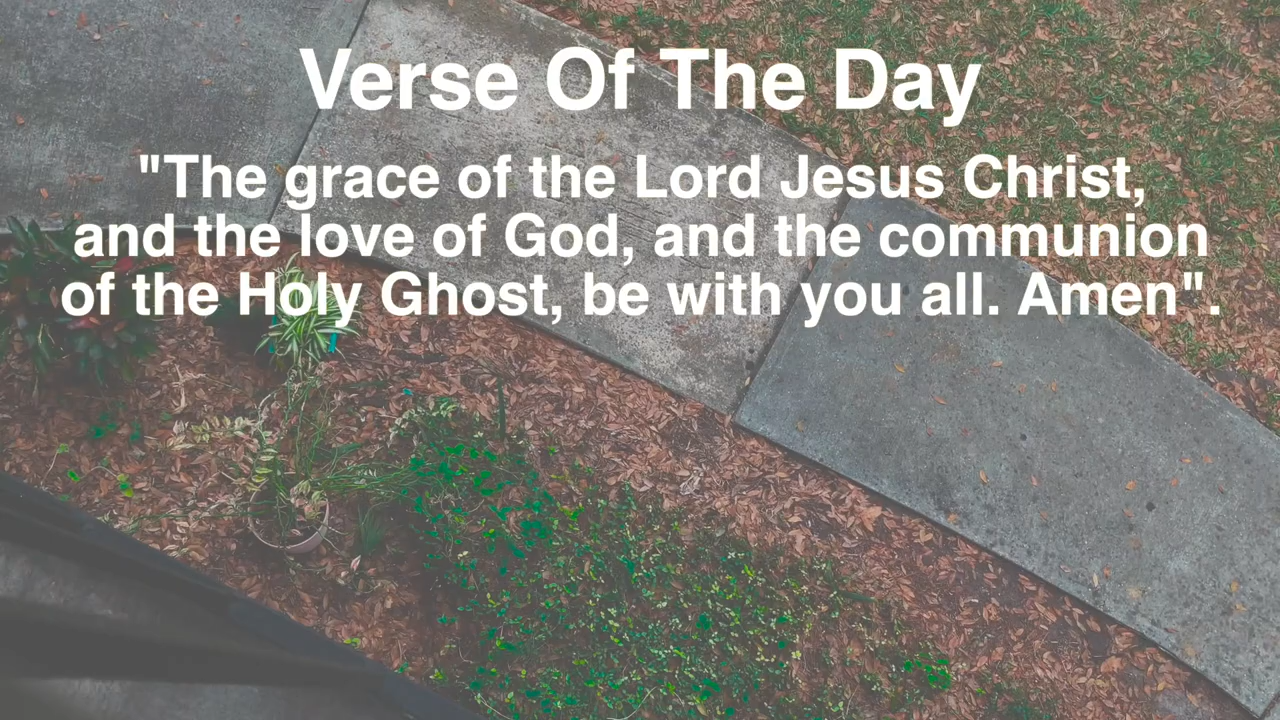 Verse Of The Day
"The grace of the Lord Jesus Christ,
and the love of God, and the communion
of the Holy Ghost, be with you all. Amen".